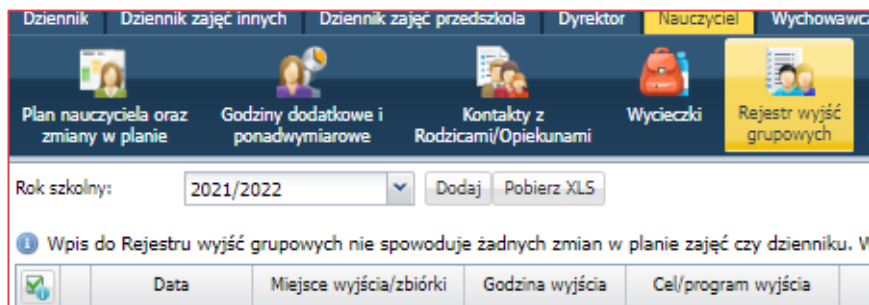 Dziennik Dziennik zajęć innych Dziennik zajęć przedszkola Dyrektor Nauczyciel
Plan nauczyciela oraz zmiany w planie
Godziny dodatkowe i ponadwymiarowe
Kontakty z Rodzicami/Opiekunami
Wycieczki
Rejestr wyjść grupowych
Rok szkolny: 2021/2022 Dodaj Pobierz XLS
Wpis do Rejestru wyjść grupowych nie spowoduje żadnych zmian w planie zajęć czy dzienniku.
Data Miejsce wyjścia/zbiórki Godzina wyjścia Cel/program wyjścia